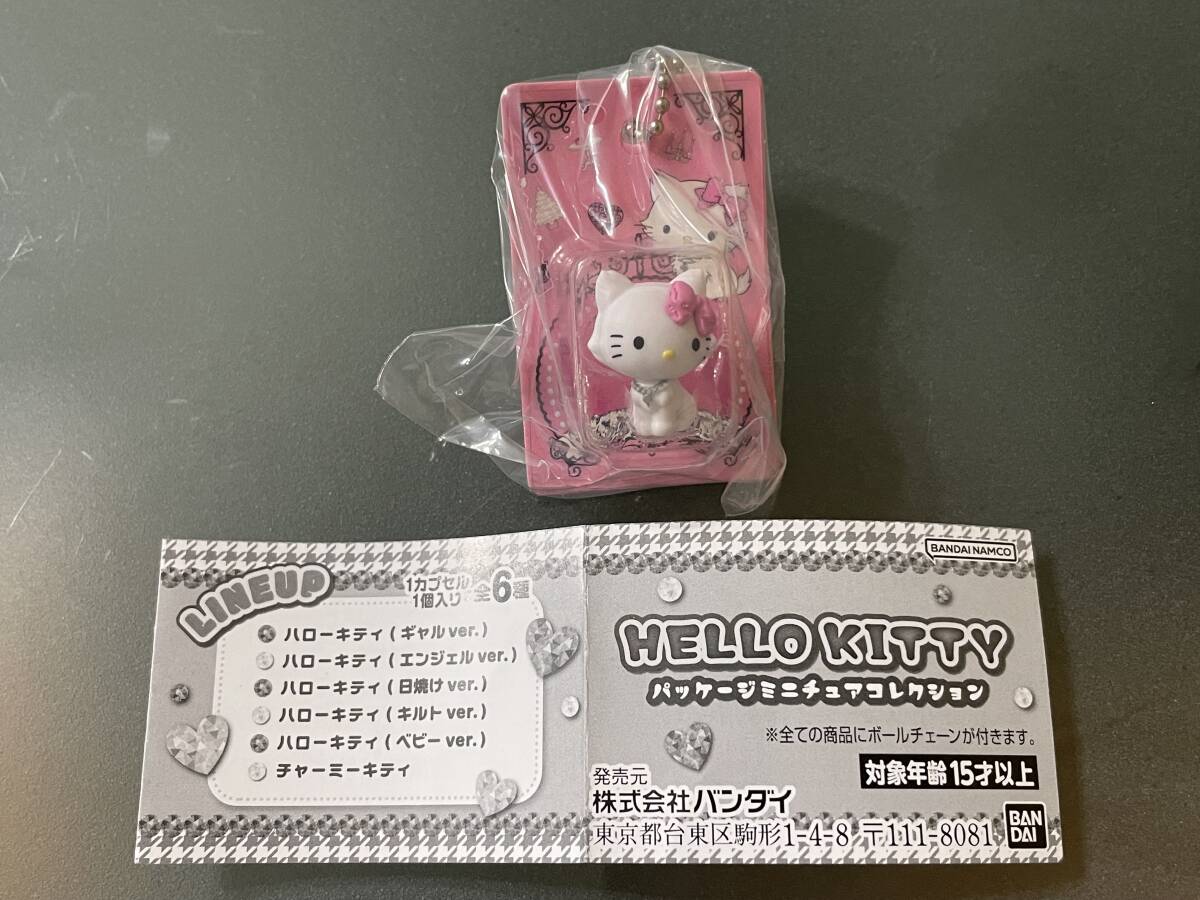 LINEUP
1カプセル
1個入り
全6種
ハローキティ(ギャルver.)
ハローキティ(エンジェルver.)
ハローキティ(日焼けver.)
ハローキティ(キルトver.)
ハローキティ(ベビーver.)
チャーミーキティ
BANDAI NAMCO
HELLO KITTY
パッケージミニチュアコレクション
※全ての商品にボールチェーンが付きます。
対象年齢15才以上
発売元
株式会社バンダイ
東京都台東区駒形1-4-8 〒111-8081
BAN
DAI